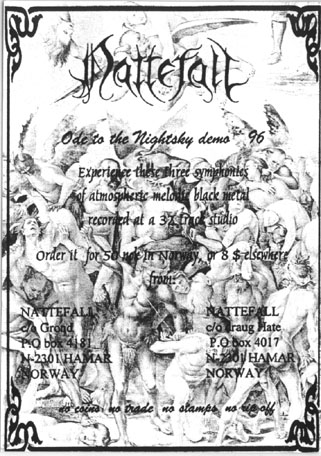 Nattefall
Ode to the Nightsky demo - 96
Experience these three symphonies
of atmospheric melodic black metal
recorded at a 32 track studio
Order it for 50 nok in Norway, or 8 $ elsewhere
from:
NATTEFALL
c/o Grond
P.O box 4181
N-2301 HAMAR
NORWAY
NATTEFALL
c/o Draug Hate
P.O box 4017
N-2301 HAMAR
NORWAY
no coins no trade no stamps no rip off